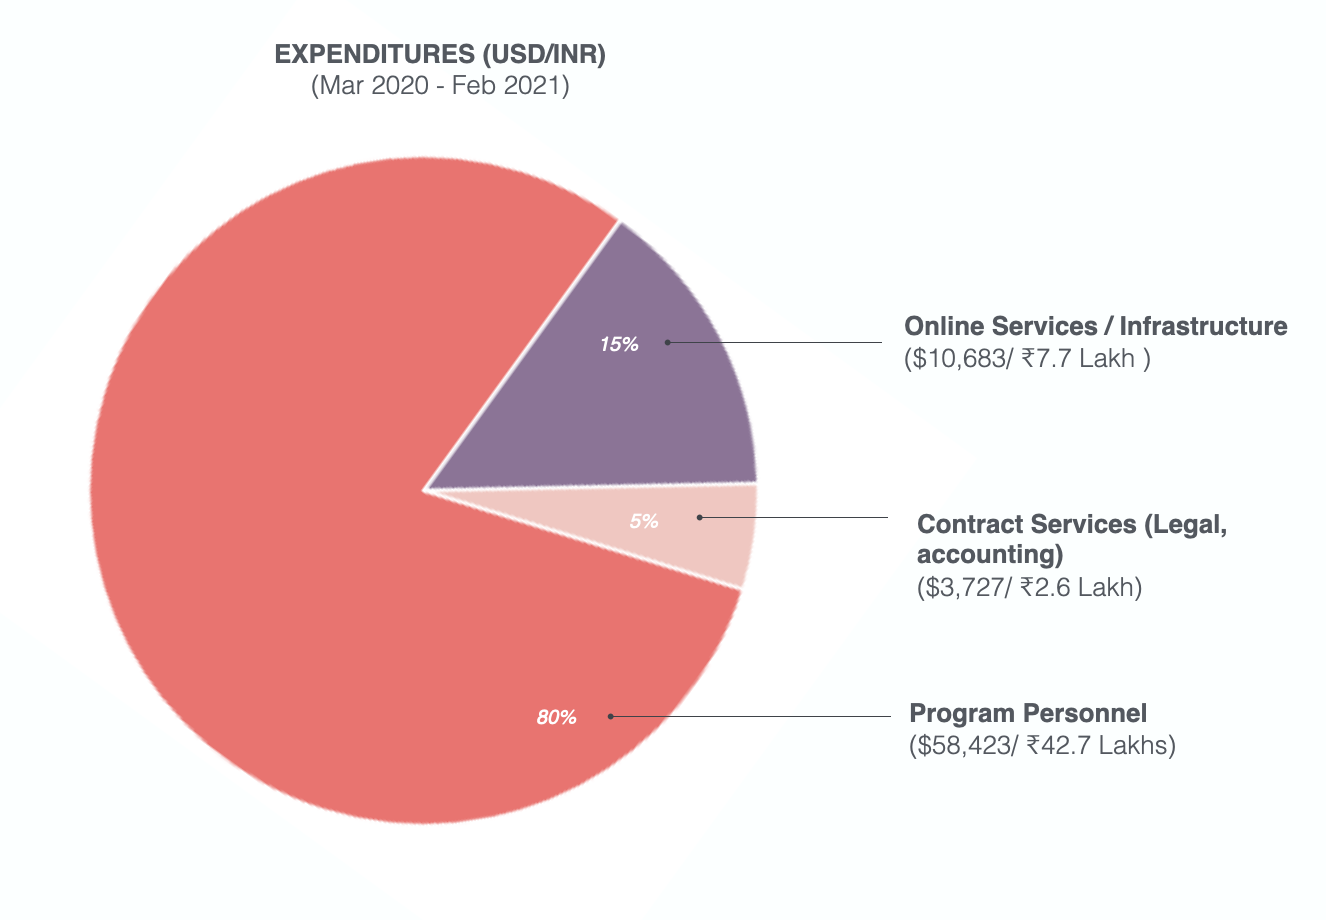 EXPENDITURES (USD/INR)
(Mar 2020 - Feb 2021)
15%
Online Services / Infrastructure
($10,683/ ₹7.7 Lakh )
5%
Contract Services (Legal,
accounting)
($3,727/ ₹2.6 Lakh)
80%
Program Personnel
($58,423/ ₹42.7 Lakhs)